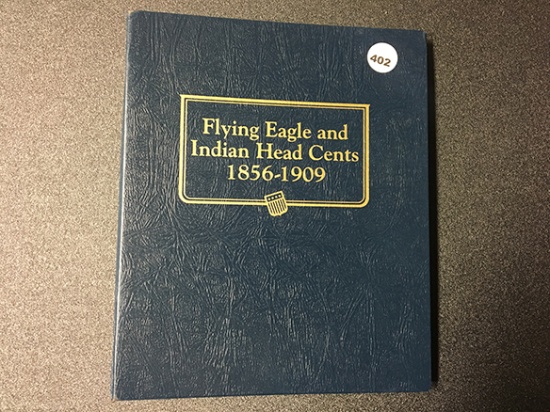 402
Flying Eagle and
Indian Head Cents
1856-1909